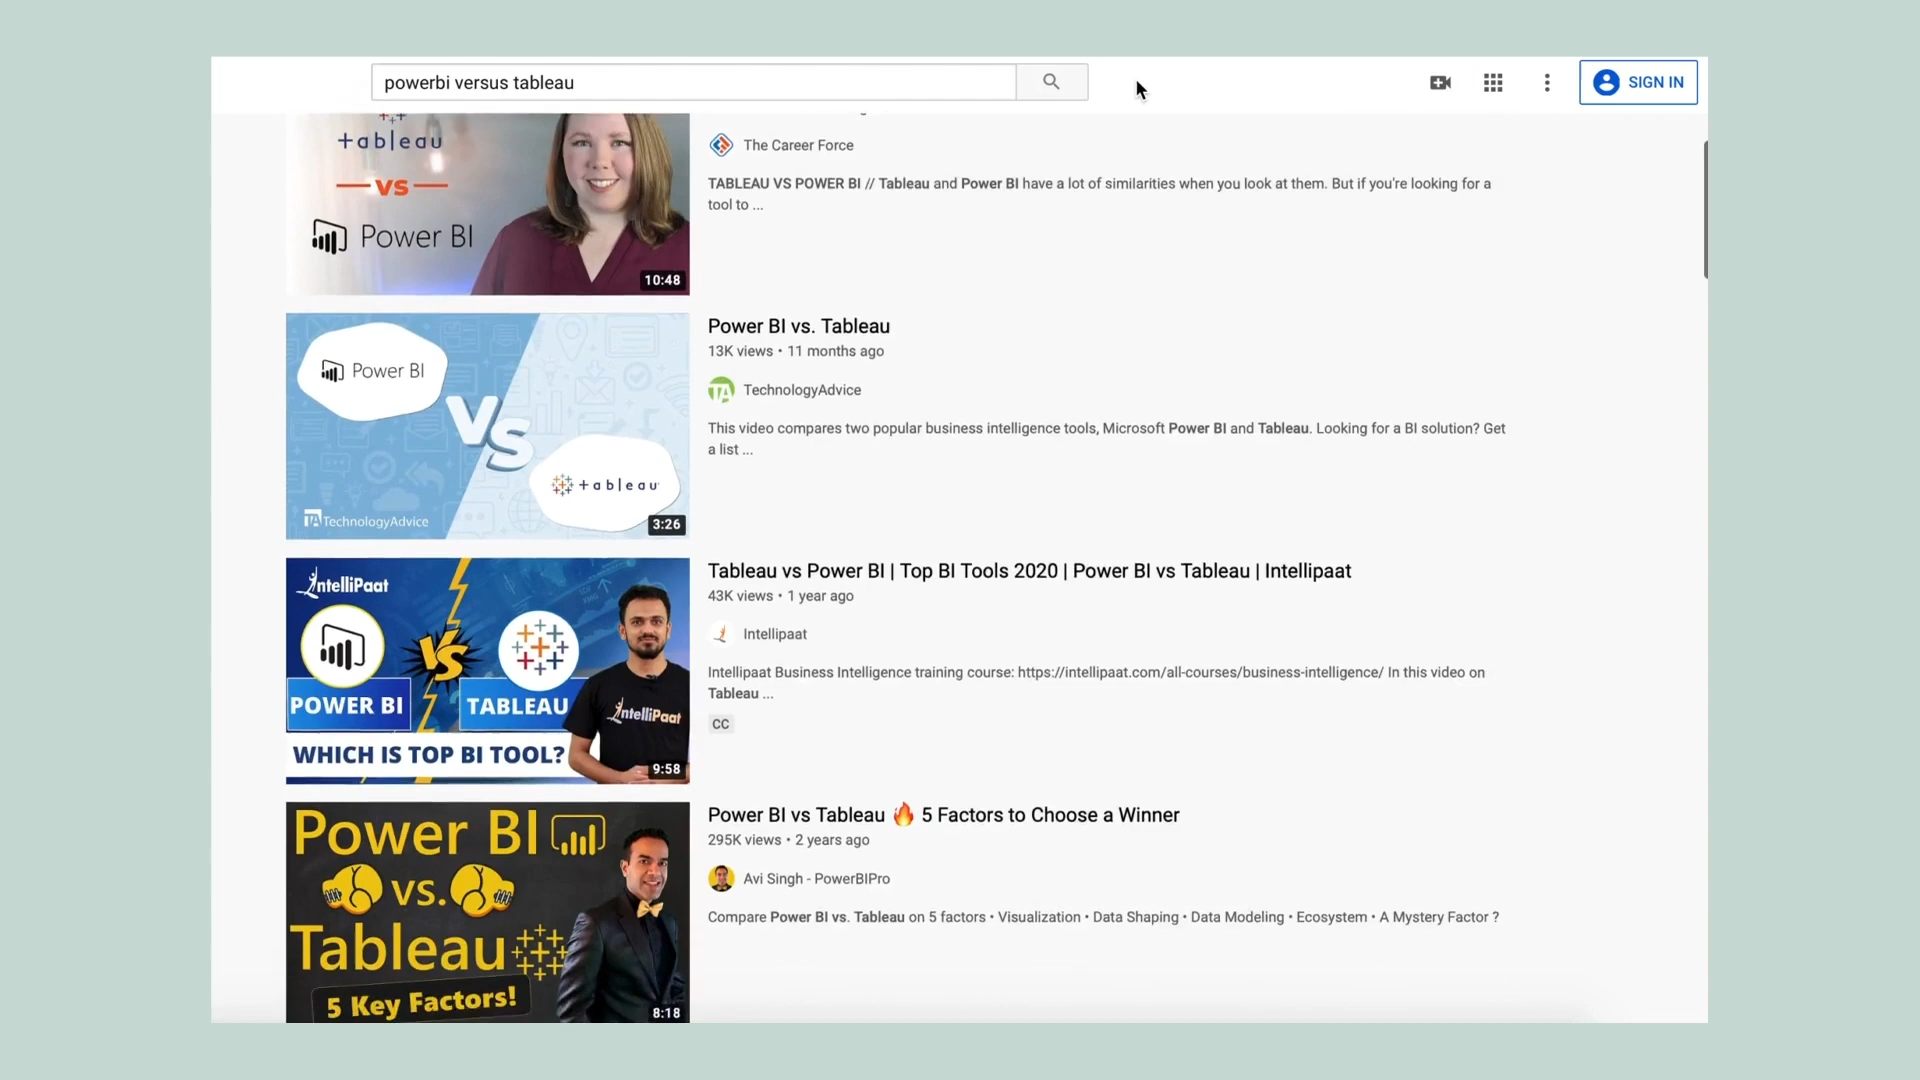 powerbi versus tableau
SIGN IN
+ableau
VS
Power BI
10:48
The Career Force
TABLEAU VS POWER BI // Tableau and Power BI have a lot of similarities when you look at them. But if you're looking for a
tool to ...
Power BI
VS
+ableau
TA TechnologyAdvice
3:26
Power BI vs. Tableau
13K views • 11 months ago
TA
TechnologyAdvice
This video compares two popular business intelligence tools, Microsoft Power BI and Tableau. Looking for a BI solution? Get
a list ...
IntelliPaat
VS
POWER BI
TABLEAU
IntelliPaat
WHICH IS TOP BI TOOL?
9:58
Tableau vs Power BI | Top BI Tools 2020 | Power BI vs Tableau | Intellipaat
43K views • 1 year ago
Intellipaat
Intellipaat Business Intelligence training course: https://intellipaat.com/all-courses/business-intelligence/ In this video on
Tableau ...
CC
Power BI
vs.
Tableau
5 Key Factors!
8:18
Power BI vs Tableau 🔥 5 Factors to Choose a Winner
295K views • 2 years ago
Avi Singh - PowerBIPro
Compare Power BI vs. Tableau on 5 factors • Visualization • Data Shaping • Data Modeling • Ecosystem • A Mystery Factor ?